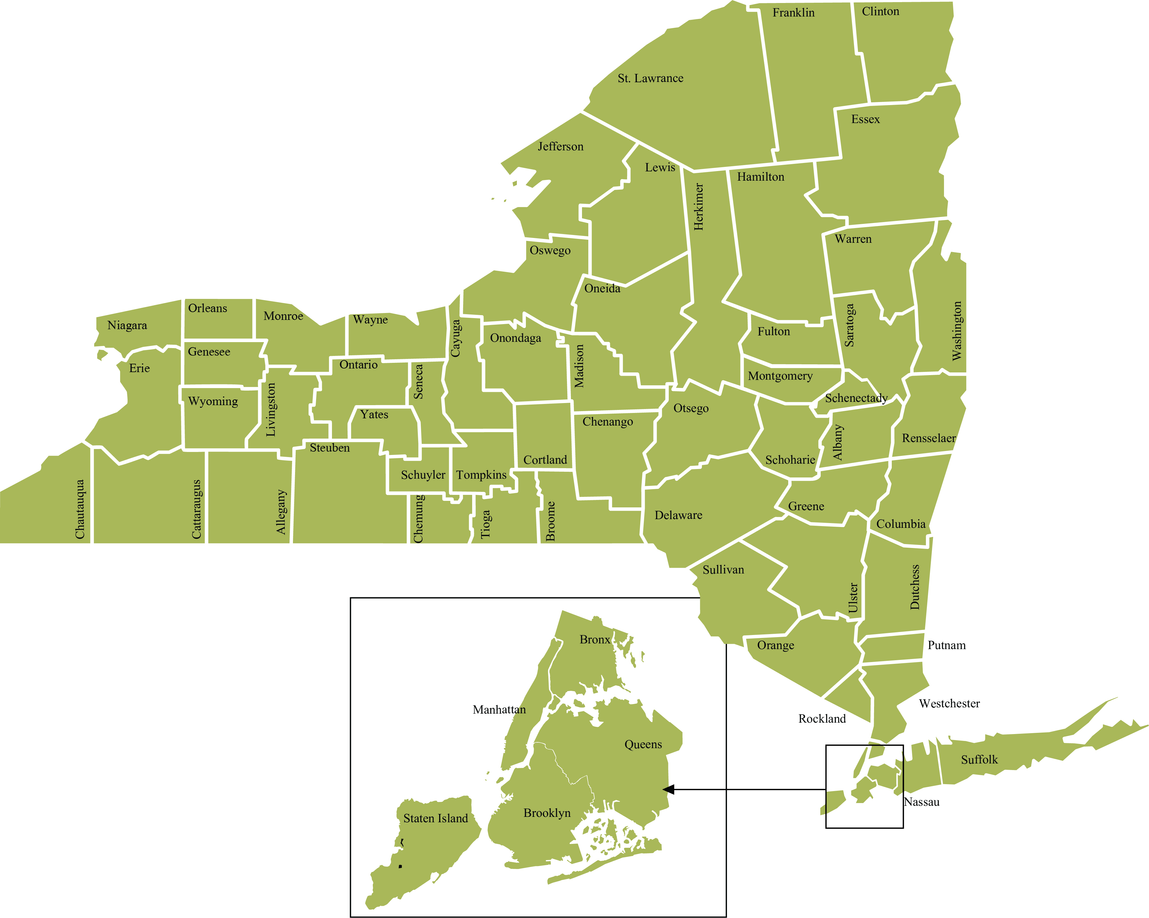 Franklin
Clinton
St. Lawrance
Essex
Jefferson
Lewis
Hamilton
Herkimer
Warren
Oswego
Oneida
Orleans
Monroe
Wayne
Niagara
Cayuga
Onondaga
Fulton
Saratoga
Washington
Genesee
Erie
Ontario
Seneca
Madison
Montgomery
Wyoming
Livingston
Yates
Schenectady
Otsego
Chenango
Albany
Rensselaer
Steuben
Schuyler
Tompkins
Cortland
Schoharie
Chautauqua
Cattaraugus
Allegany
Chemung
Tioga
Broome
Delaware
Greene
Columbia
Sullivan
Ulster
Dutchess
Orange
Putnam
Rockland
Westchester
Suffolk
Nassau
Bronx
Manhattan
Queens
Brooklyn
Staten Island